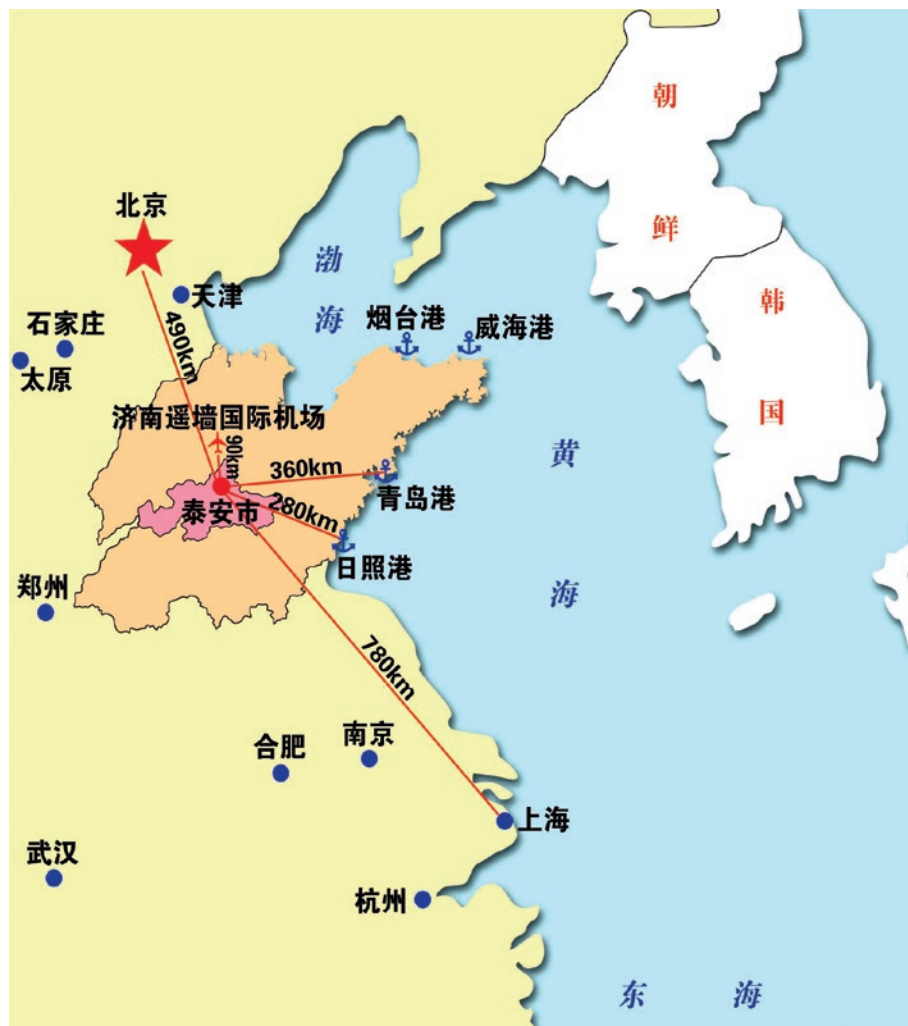 朝
鲜
北京
渤
海
韩
国
天津
烟台港
威海港
石家庄
太原
490km
济南遥墙国际机场
90km
黄
海
360km
青岛港
泰安市
280km
日照港
郑州
780km
合肥
南京
上海
武汉
杭州
东 海